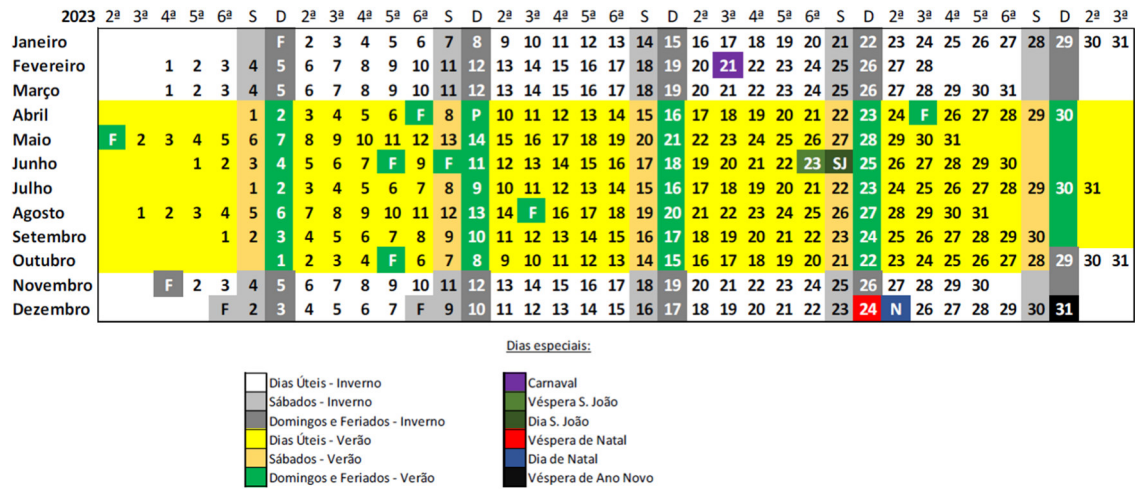 2023 2ª 3ª 4ª 5ª 6ª S D 2ª 3ª 4ª 5ª 6ª S D 2ª 3ª 4ª 5ª 6ª S D 2ª 3ª 4ª 5ª 6ª S D 2ª 3ª 4ª 5ª 6ª S D 2ª 3ª
Janeiro F 2 3 4 5 6 7 8 9 10 11 12 13 14 15 16 17 18 19 20 21 22 23 24 25 26 27 28 29 30 31
Fevereiro 1 2 3 4 5 6 7 8 9 10 11 12 13 14 15 16 17 18 19 20 21 22 23 24 25 26 27 28
Março 1 2 3 4 5 6 7 8 9 10 11 12 13 14 15 16 17 18 19 20 21 22 23 24 25 26 27 28 29 30 31
Abril 1 2 3 4 5 6 F 8 P 10 11 12 13 14 15 16 17 18 19 20 21 22 23 24 F 26 27 28 29 30
Maio F 2 3 4 5 6 7 8 9 10 11 12 13 14 15 16 17 18 19 20 21 22 23 24 25 26 27 28 29 30 31
Junho 1 2 3 4 5 6 7 F 9 F 11 12 13 14 15 16 17 18 19 20 21 22 23 SJ 25 26 27 28 29 30
Julho 1 2 3 4 5 6 7 8 9 10 11 12 13 14 15 16 17 18 19 20 21 22 23 24 25 26 27 28 29 30 31
Agosto 1 2 3 4 5 6 7 8 9 10 11 12 13 14 F 16 17 18 19 20 21 22 23 24 25 26 27 28 29 30 31
Setembro 1 2 3 4 5 6 7 8 9 10 11 12 13 14 15 16 17 18 19 20 21 22 23 24 25 26 27 28 29 30
Outubro 1 2 3 4 F 6 7 8 9 10 11 12 13 14 15 16 17 18 19 20 21 22 23 24 25 26 27 28 29 30 31
Novembro F 2 3 4 5 6 7 8 9 10 11 12 13 14 15 16 17 18 19 20 21 22 23 24 25 26 27 28 29 30
Dezembro F 2 3 4 5 6 7 F 9 10 11 12 13 14 15 16 17 18 19 20 21 22 23 24 N 26 27 28 29 30 31
Dias especiais:
Dias Úteis - Inverno
Sábados - Inverno
Domingos e Feriados - Inverno
Dias Úteis - Verão
Sábados - Verão
Domingos e Feriados - Verão
Carnaval
Véspera S. João
Dia S. João
Véspera de Natal
Dia de Natal
Véspera de Ano Novo